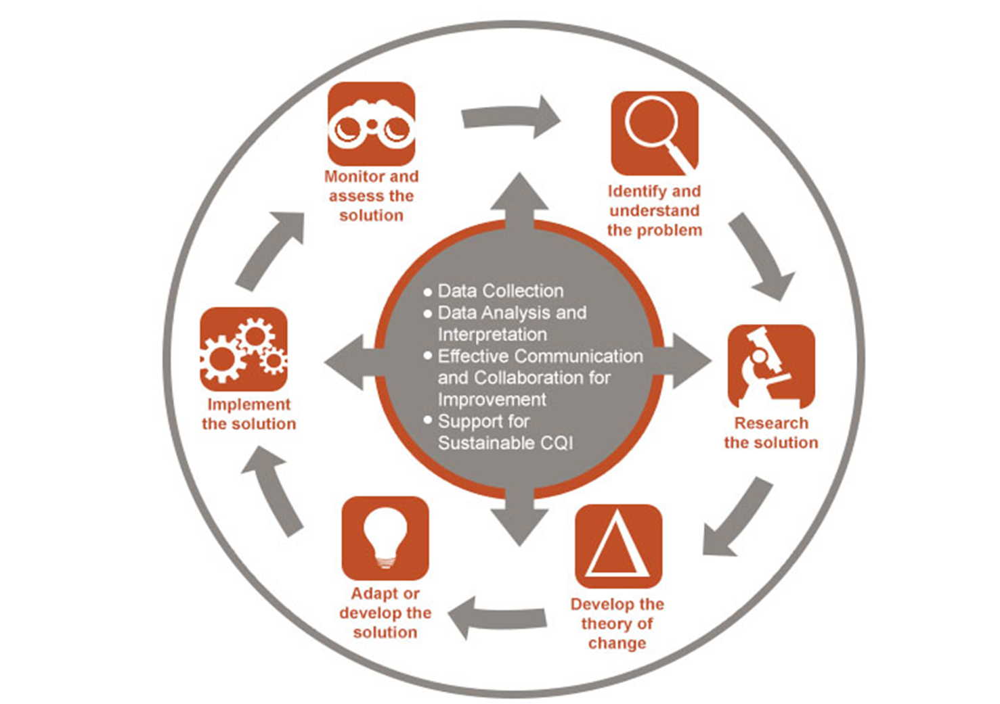 Monitor and
assess the
solution
Identify and
understand
the problem
Research
the solution
Develop the
theory of
change
Adapt or
develop the
solution
Implement
the solution
• Data Collection
• Data Analysis and
Interpretation
• Effective Communication
and Collaboration for
Improvement
• Support for
Sustainable CQI